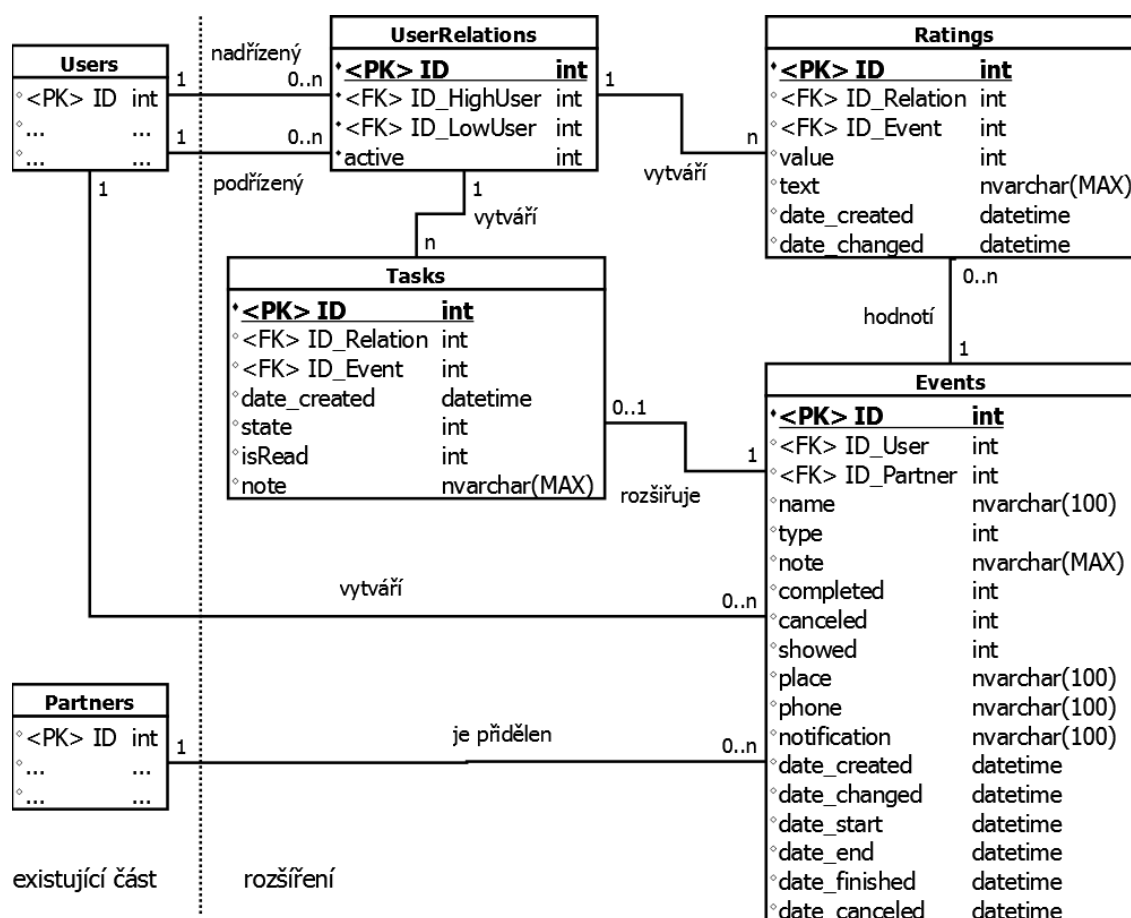 Users
<PK> ID int
... ...
... ...
1
nadřízený
0..n
1
podřízený
0..n
1
UserRelations
<PK> ID int
<FK> ID_HighUser int
<FK> ID_LowUser int
active int
1
vytváří
n
1
vytváří
n
Ratings
<PK> ID int
<FK> ID_Relation int
<FK> ID_Event int
value int
text nvarchar(MAX)
date_created datetime
date_changed datetime
0..n
hodnotí
1
Tasks
<PK> ID int
<FK> ID_Relation int
<FK> ID_Event int
date_created datetime
state int
isRead int
note nvarchar(MAX)
0..1
1
rozšiřuje
Events
<PK> ID int
<FK> ID_User int
<FK> ID_Partner int
name nvarchar(100)
type int
note nvarchar(MAX)
completed int
canceled int
showed int
place nvarchar(100)
phone nvarchar(100)
notification nvarchar(100)
date_created datetime
date_changed datetime
date_start datetime
date_end datetime
date_finished datetime
date_canceled datetime
vytváří
0..n
Partners
<PK> ID int
... ...
... ...
1
je přidělen
0..n
existující část
rozšíření